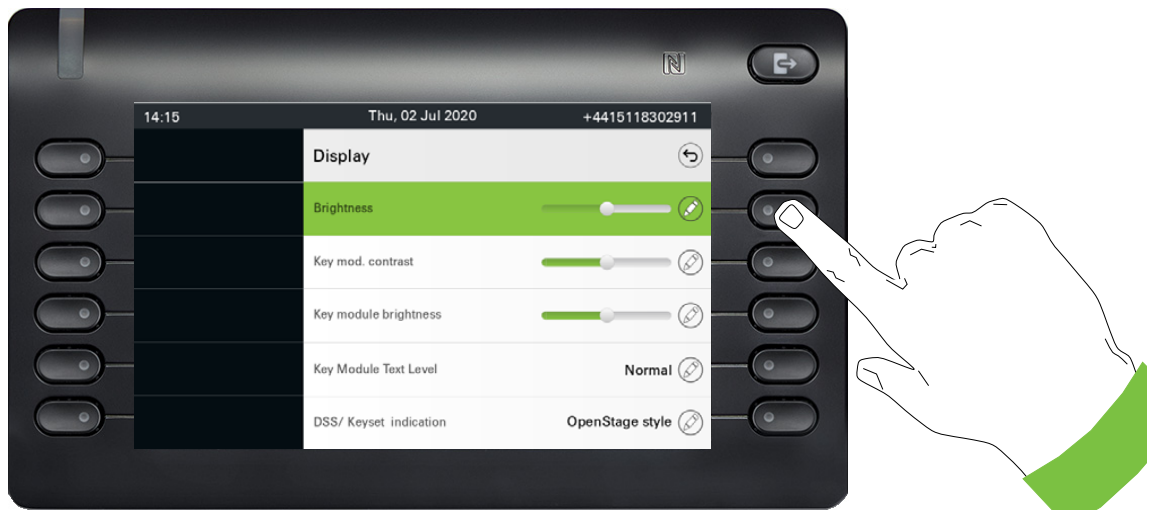 14:15 Thu, 02 Jul 2020 +4415118302911
Display
Brightness
Key mod. contrast
Key module brightness
Key Module Text Level Normal
DSS/ Keyset indication OpenStage style